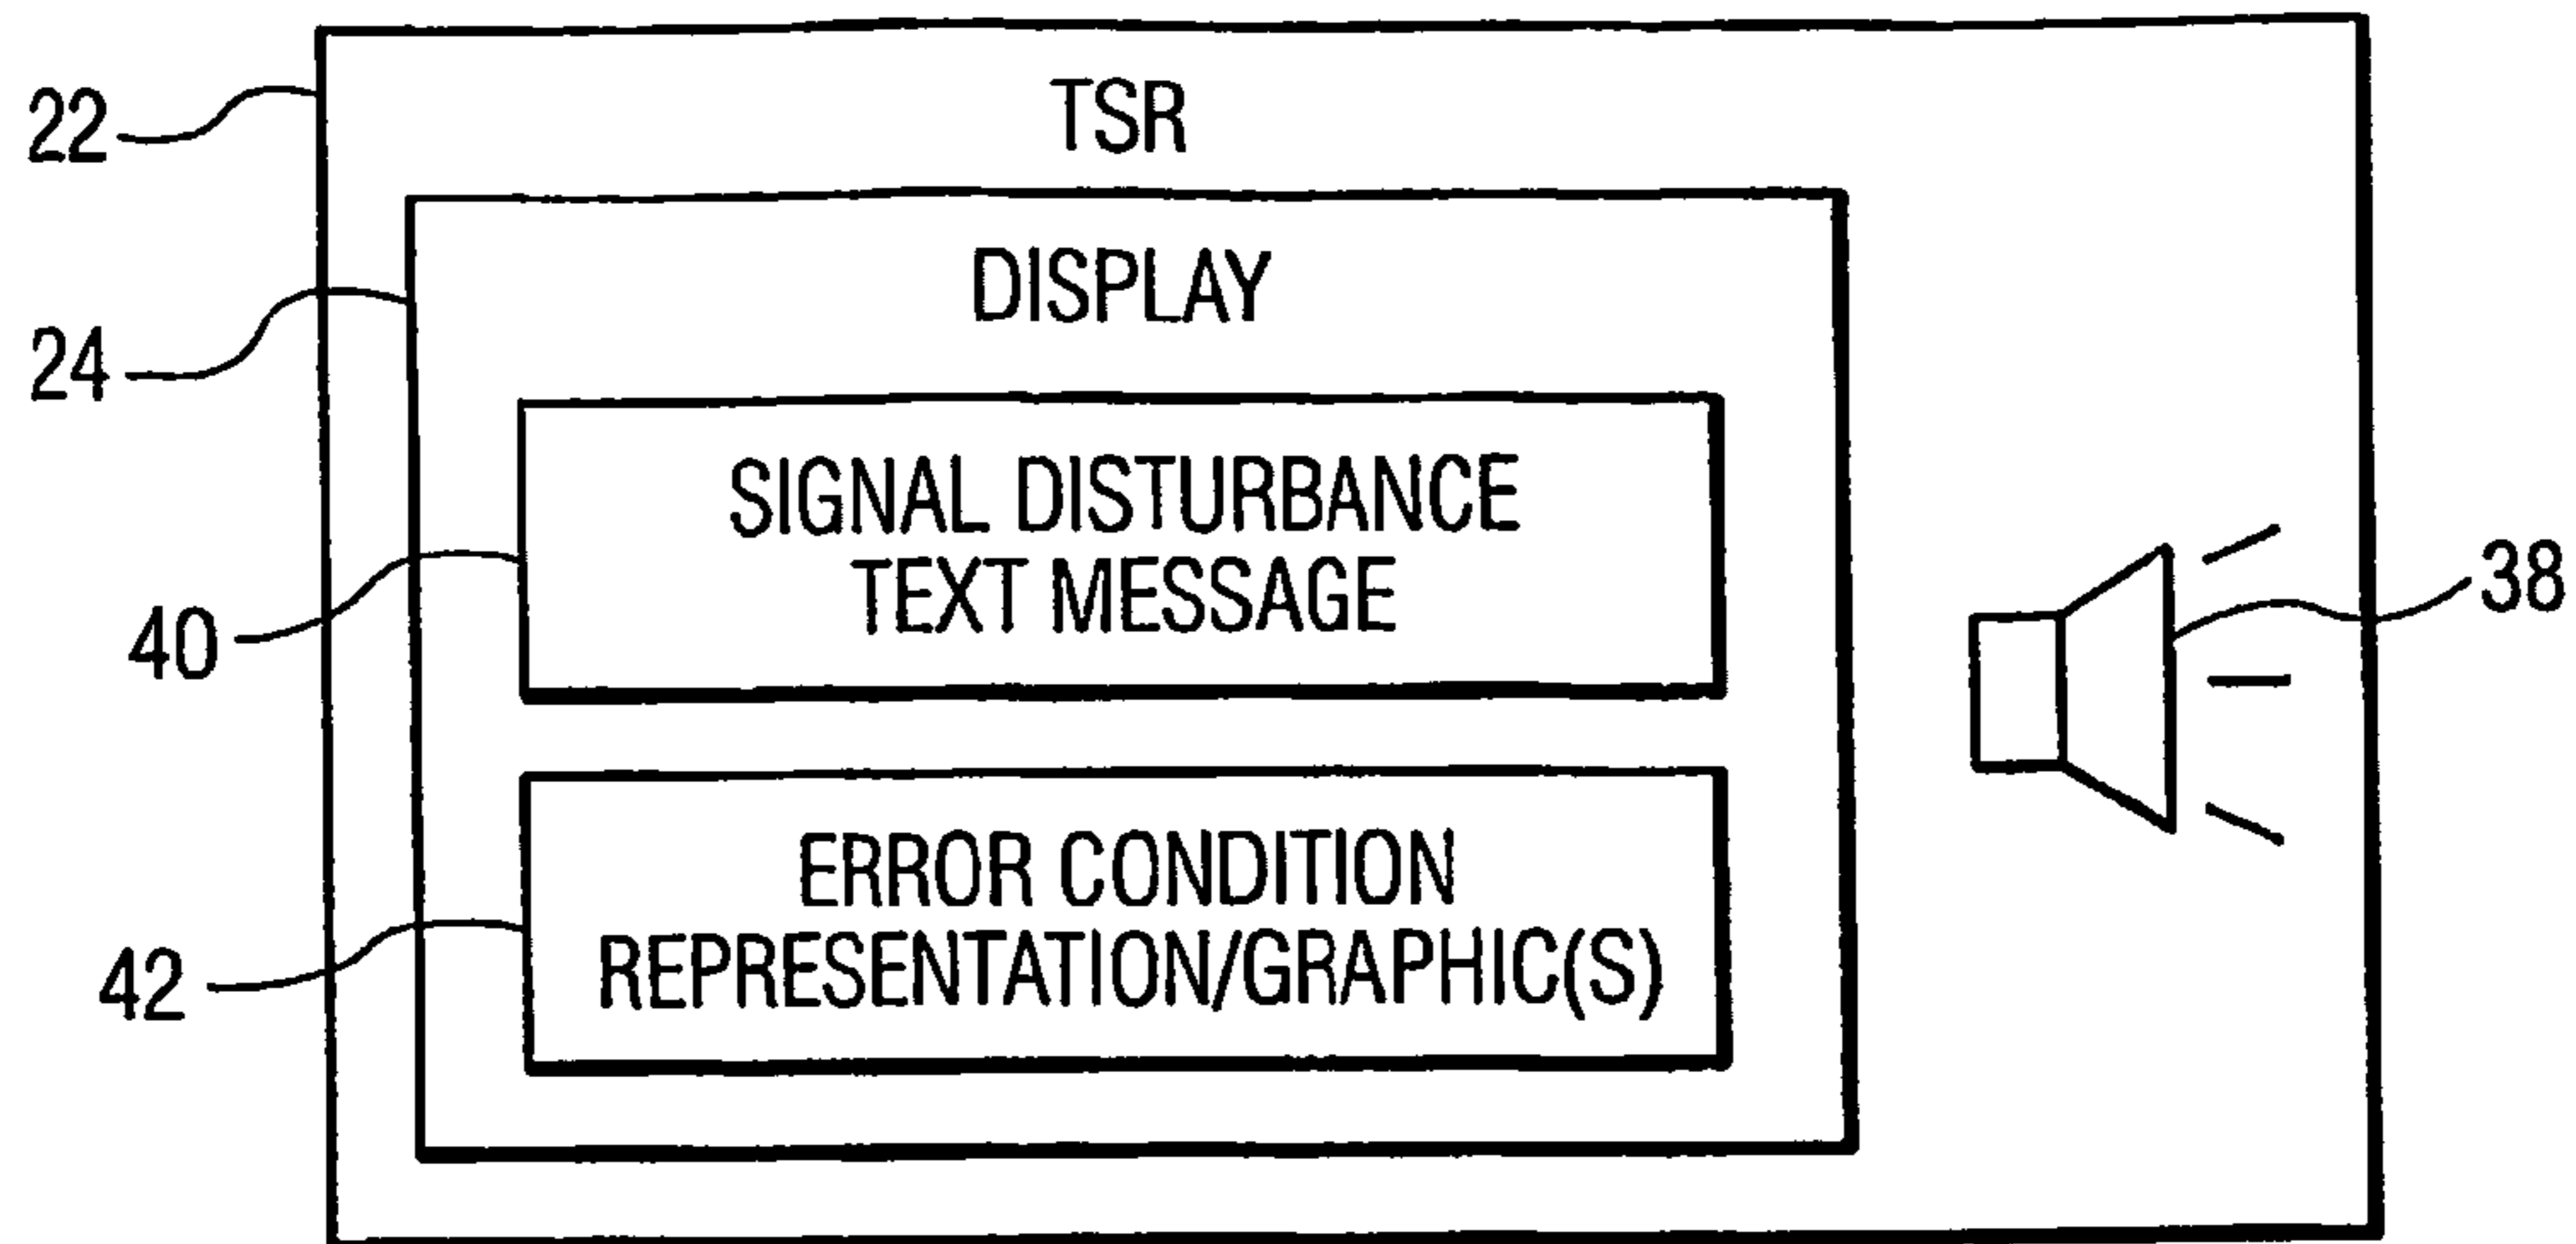 22
TSR
24
DISPLAY
40
SIGNAL DISTURBANCE
TEXT MESSAGE
38
42
ERROR CONDITION
REPRESENTATION/GRAPHIC(S)